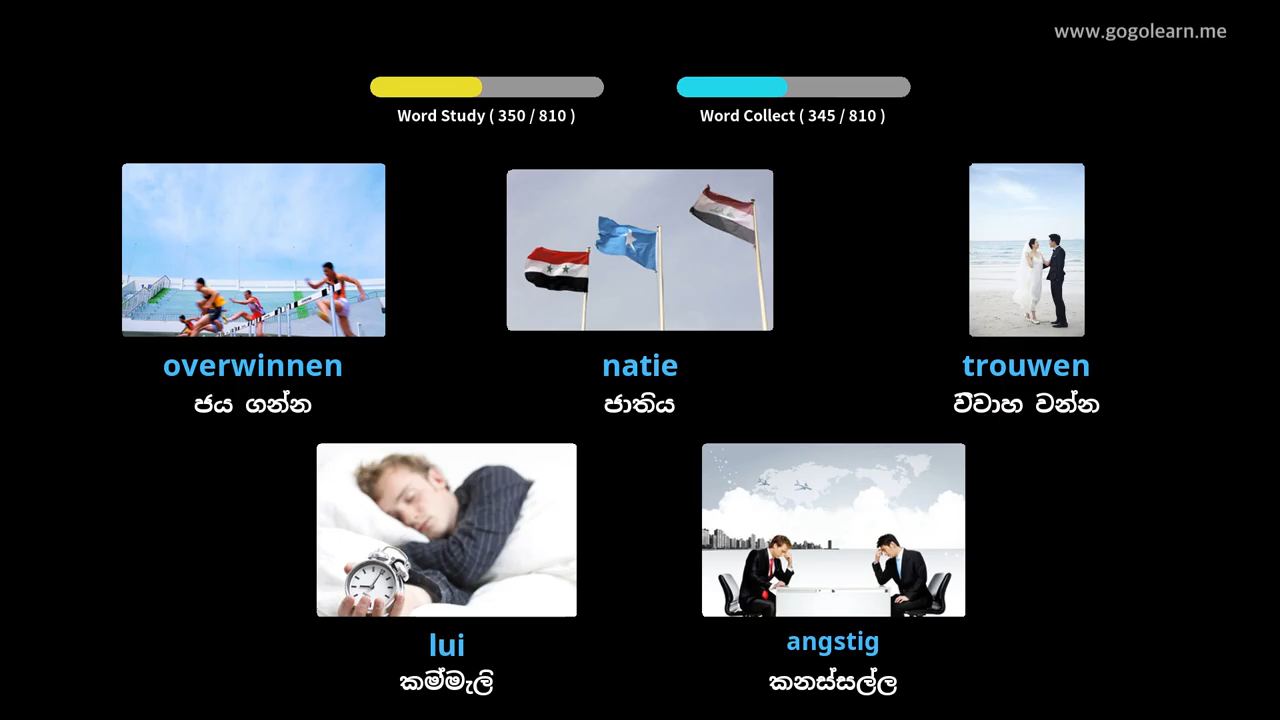 www.gogolearn.me
Word Study ( 350 / 810 )
Word Collect ( 345 / 810 )
overwinnen
ජය ගන්න
natie
ජාතිය
trouwen
විවාහ වන්න
lui
කම්මැලි
angstig
කනස්සල්ල